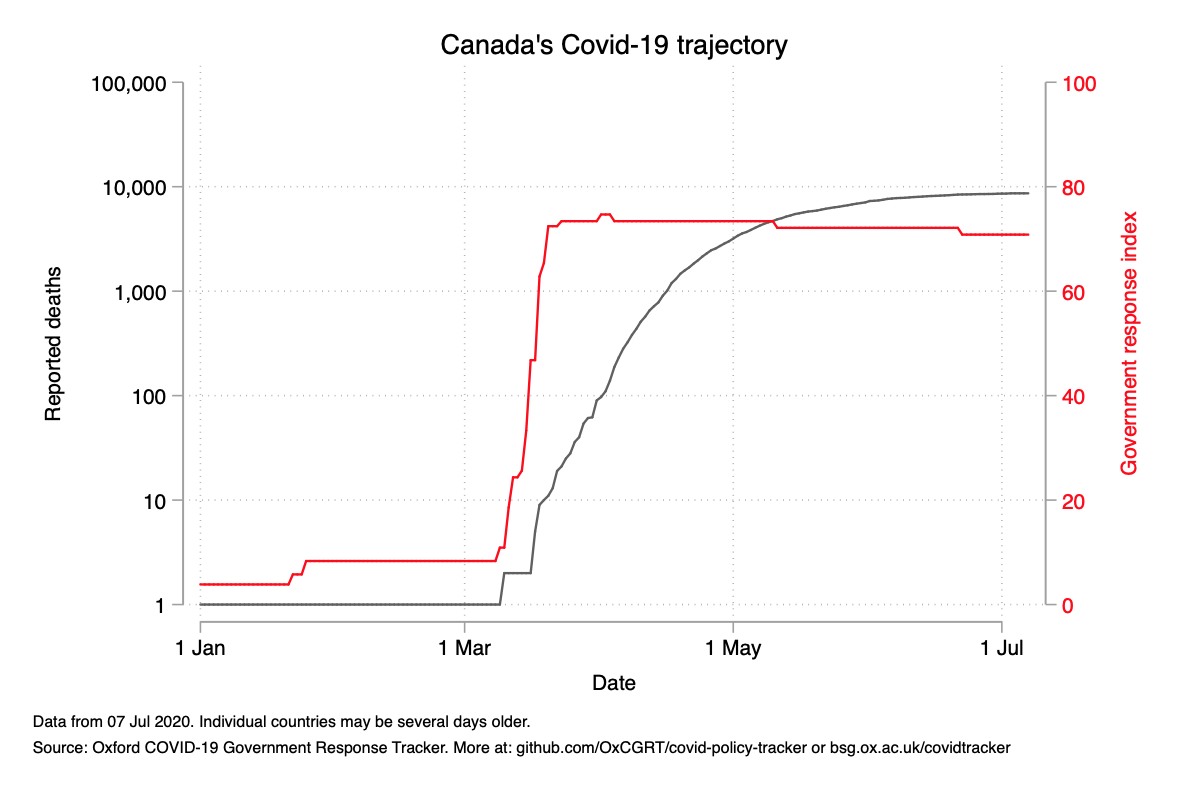 Canada's Covid-19 trajectory
100,000
10,000
1,000
100
10
1
Reported deaths
100
80
60
40
20
0
Government response index
1 Jan 1 Mar 1 May 1 Jul
Date
Data from 07 Jul 2020. Individual countries may be several days older.
Source: Oxford COVID-19 Government Response Tracker. More at: github.com/OxCGRT/covid-policy-tracker or bsg.ox.ac.uk/covidtracker